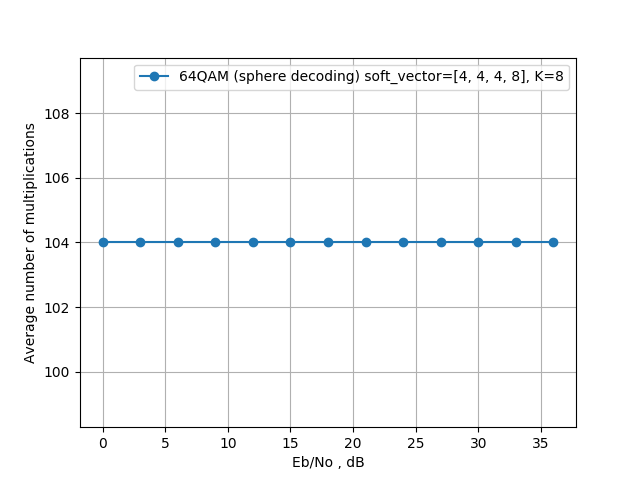 64QAM (sphere decoding) soft_vector=[4, 4, 4, 8], K=8
Average number of multiplications
108
106
104
102
100
0 5 10 15 20 25 30 35
Eb/No , dB